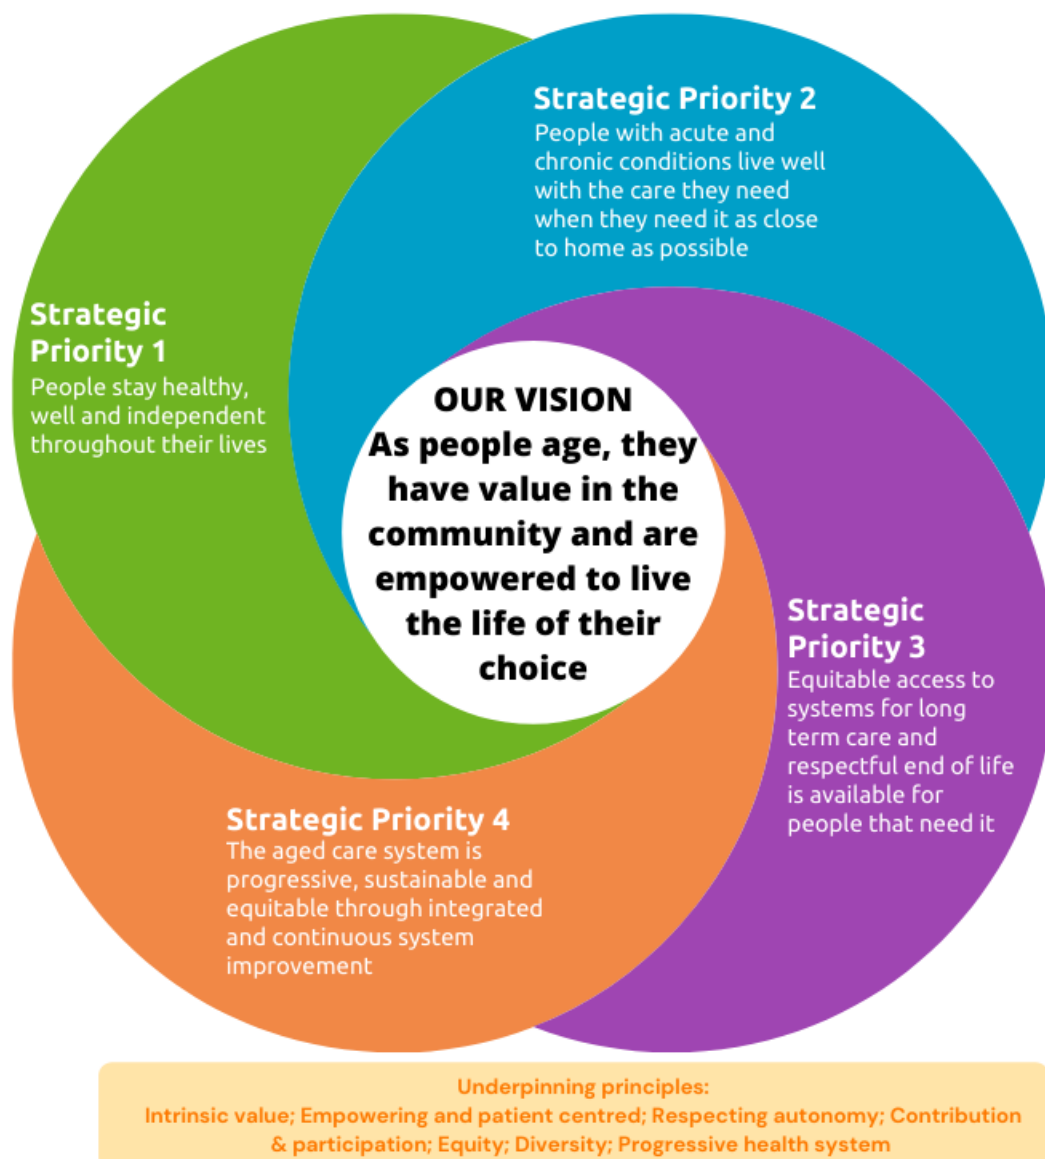 Strategic Priority 2
People with acute and
chronic conditions live well
with the care they need
when they need it as close
to home as possible
Strategic
Priority 1
People stay healthy,
well and independent
throughout their lives
OUR VISION
As people age, they
have value in the
community and are
empowered to live
the life of their
choice
Strategic
Priority 3
Equitable access to
systems for long
term care and
respectful end of life
is available for
people that need it
Strategic Priority 4
The aged care system is
progressive, sustainable and
equitable through integrated
and continuous system
improvement
Underpinning principles:
Intrinsic value; Empowering and patient centred; Respecting autonomy; Contribution
& participation; Equity; Diversity; Progressive health system